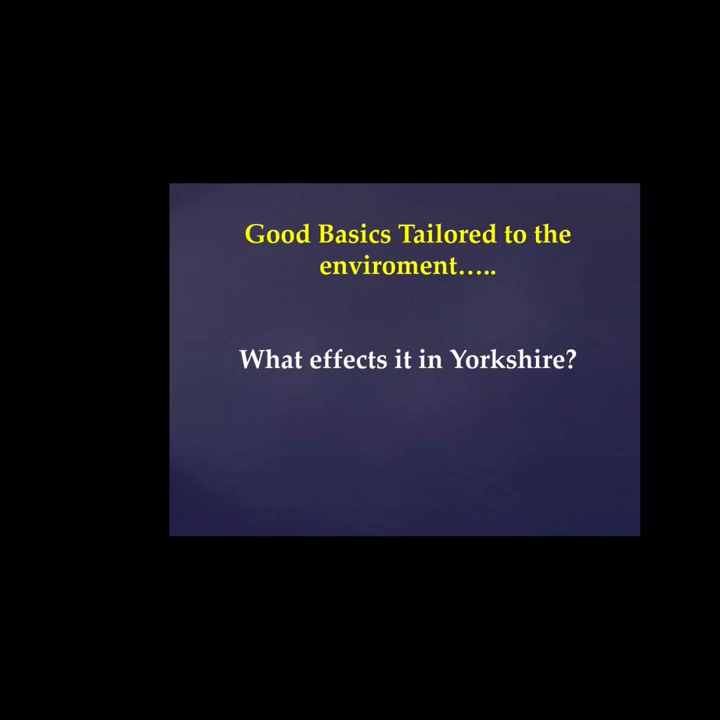 Good Basics Tailored to the
enviroment…..
What effects it in Yorkshire?